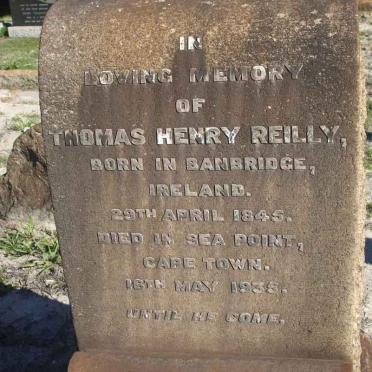 IN
LOVING MEMORY
OF
THOMAS HENRY REILLY,
BORN IN BANBRIDGE,
IRELAND.
29TH APRIL 1845.
DIED IN SEA POINT,
CAPE TOWN.
16TH MAY 1935.
UNTIL HE COME.